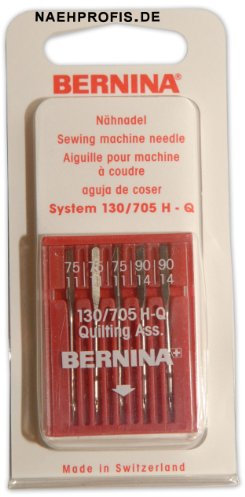 NAEHPROFIS.DE
BERNINA®
Nähnadel
Sewing machine needle
Aiguille pour machine
à coudre
aguja de coser
System 130/705 H - Q
75 75 75 90 90
11 11 11 14 14
130/705 H-Q
Quilting Ass.
BERNINA+
Made in Switzerland